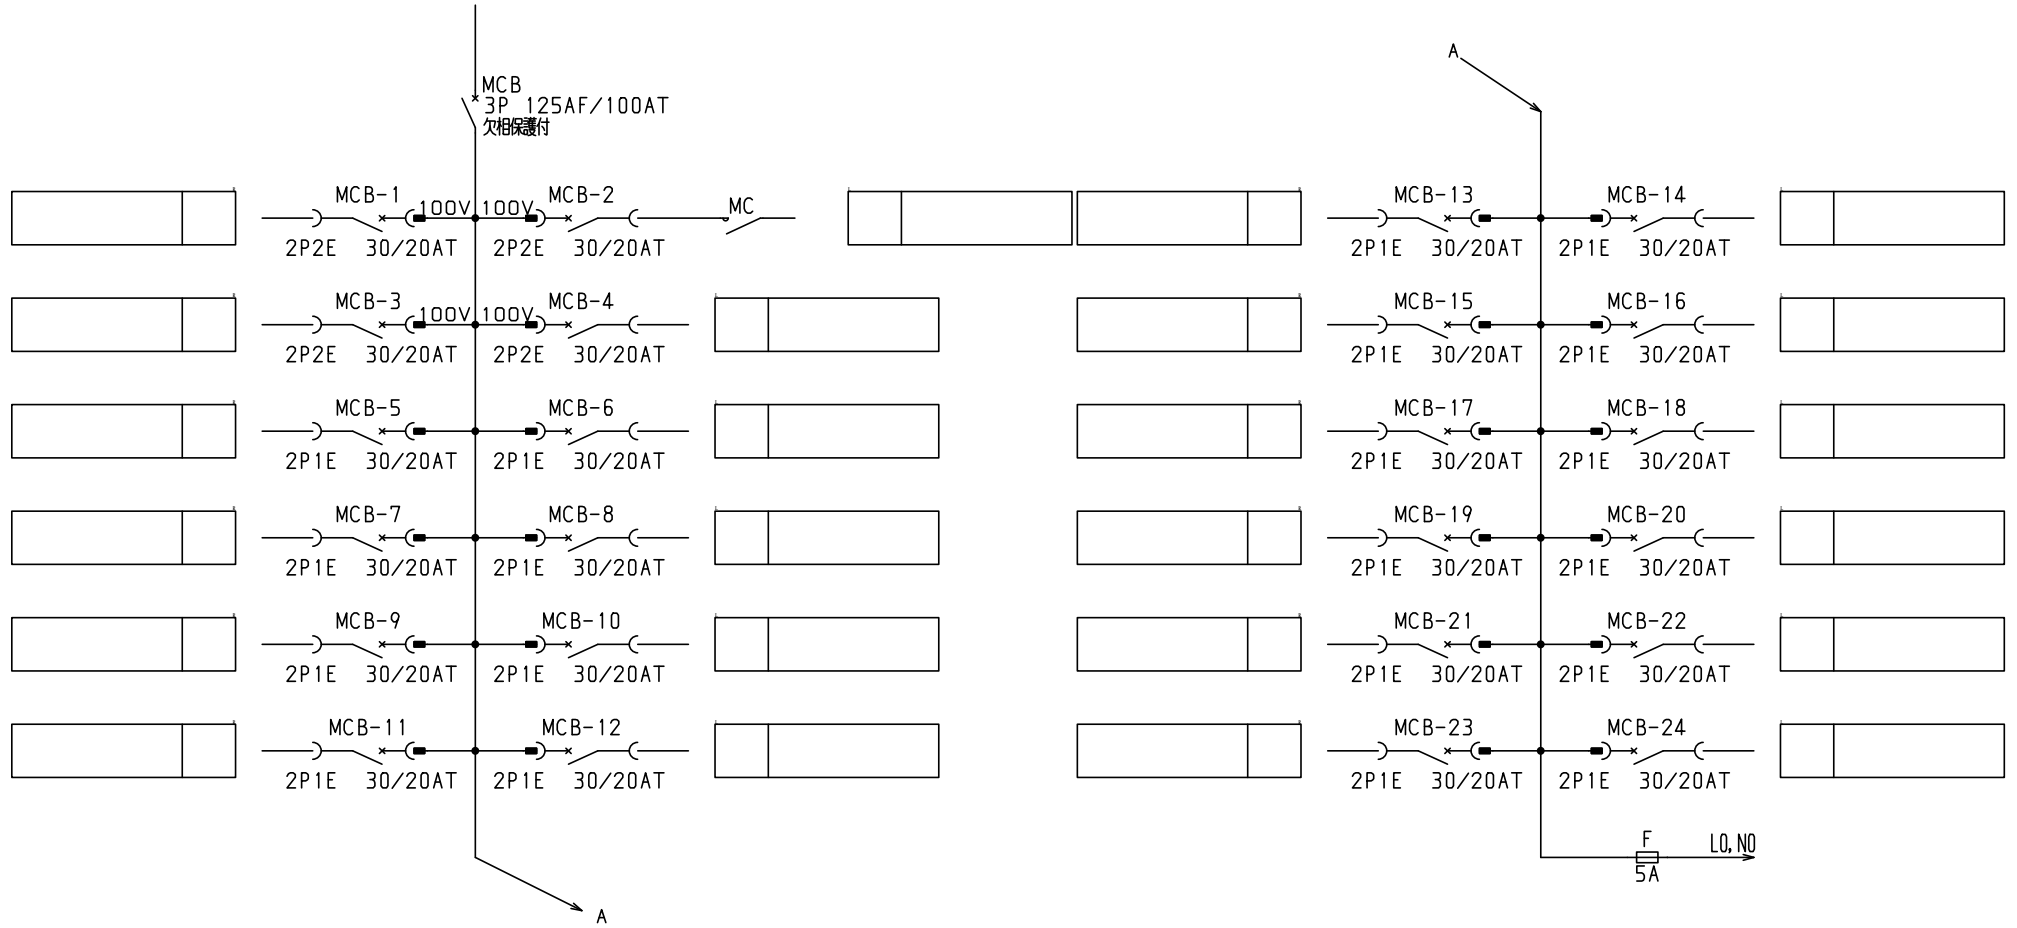 MCB
3P 125AF/100AT
欠相保護付
MCB-1 100V 100V MCB-2 MC
2P2E 30/20AT 2P2E 30/20AT
MCB-3 100V 100V MCB-4
2P2E 30/20AT 2P2E 30/20AT
MCB-5 MCB-6
2P1E 30/20AT 2P1E 30/20AT
MCB-7 MCB-8
2P1E 30/20AT 2P1E 30/20AT
MCB-9 MCB-10
2P1E 30/20AT 2P1E 30/20AT
MCB-11 MCB-12
2P1E 30/20AT 2P1E 30/20AT
A
A
MCB-13 MCB-14
2P1E 30/20AT 2P1E 30/20AT
MCB-15 MCB-16
2P1E 30/20AT 2P1E 30/20AT
MCB-17 MCB-18
2P1E 30/20AT 2P1E 30/20AT
MCB-19 MCB-20
2P1E 30/20AT 2P1E 30/20AT
MCB-21 MCB-22
2P1E 30/20AT 2P1E 30/20AT
MCB-23 MCB-24
2P1E 30/20AT 2P1E 30/20AT
F L0,N0
5A